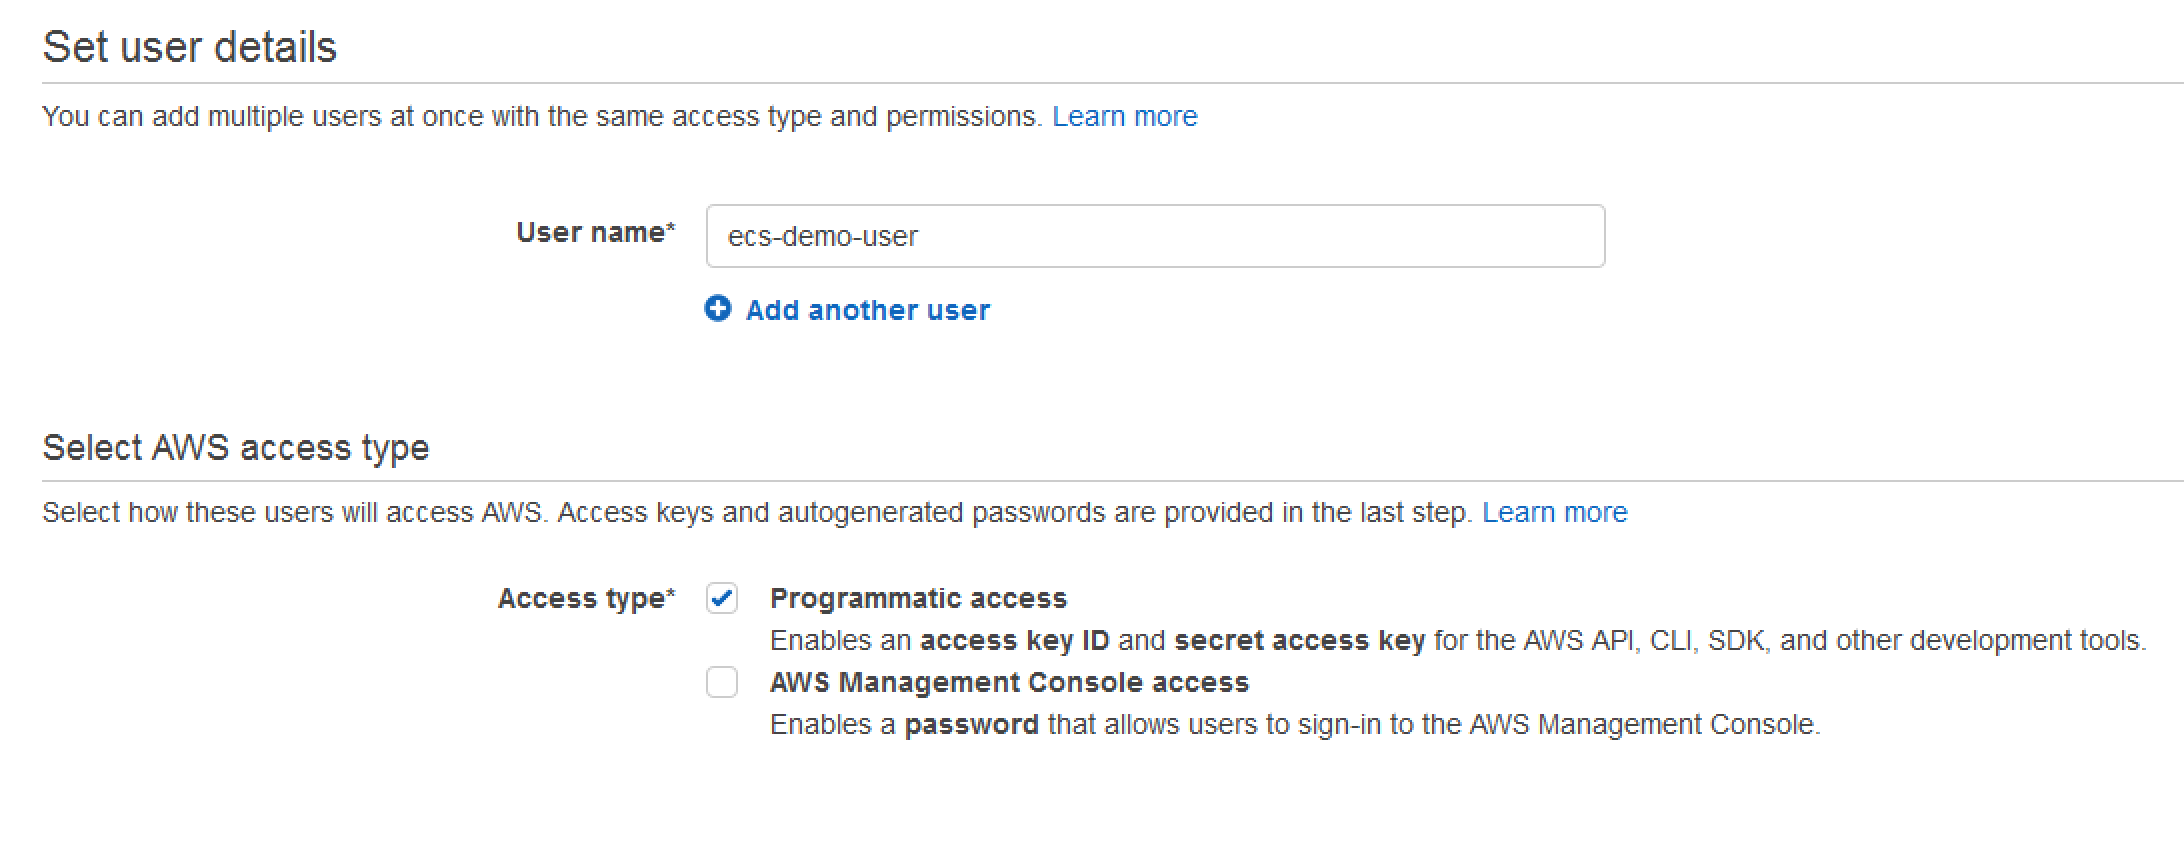 Set user details
You can add multiple users at once with the same access type and permissions. Learn more
User name* ecs-demo-user
Add another user
Select AWS access type
Select how these users will access AWS. Access keys and autogenerated passwords are provided in the last step. Learn more
Access type* Programmatic access
Enables an access key ID and secret access key for the AWS API, CLI, SDK, and other development tools.
AWS Management Console access
Enables a password that allows users to sign-in to the AWS Management Console.